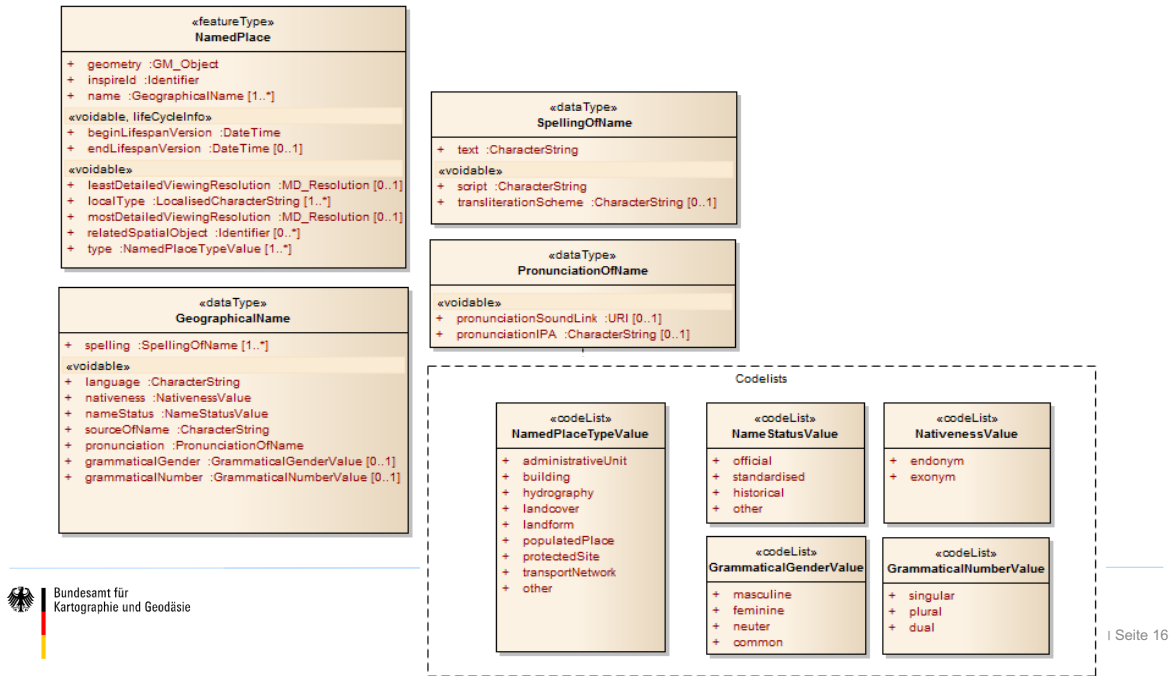 «featureType»
NamedPlace
+ geometry :GM_Object
+ inspireId :Identifier
+ name :GeographicalName [1..*]
«voidable, lifeCycleInfo»
+ beginLifespanVersion :DateTime
+ endLifespanVersion :DateTime [0..1]
«voidable»
+ leastDetailedViewingResolution :MD_Resolution [0..1]
+ localType :LocalisedCharacterString [1..*]
+ mostDetailedViewingResolution :MD_Resolution [0..1]
+ relatedSpatialObject :Identifier [0..*]
+ type :NamedPlaceTypeValue [1..*]
«dataType»
SpellingOfName
+ text :CharacterString
«voidable»
+ script :CharacterString
+ transliterationScheme :CharacterString [0..1]
«dataType»
PronunciationOfName
«voidable»
+ pronunciationSoundLink :URI [0..1]
+ pronunciationIPA :CharacterString [0..1]
«dataType»
GeographicalName
+ spelling :SpellingOfName [1..*]
«voidable»
+ language :CharacterString
+ nativeness :NativenessValue
+ nameStatus :NameStatusValue
+ sourceOfName :CharacterString
+ pronunciation :PronunciationOfName
+ grammaticalGender :GrammaticalGenderValue [0..1]
+ grammaticalNumber :GrammaticalNumberValue [0..1]
Codelists
«codeList»
NamedPlaceTypeValue
+ administrativeUnit
+ building
+ hydrography
+ landcover
+ landform
+ populatedPlace
+ protectedSite
+ transportNetwork
+ other
«codeList»
NameStatusValue
+ official
+ standardised
+ historical
+ other
«codeList»
NativenessValue
+ endonym
+ exonym
«codeList»
GrammaticalGenderValue
+ masculine
+ feminine
+ neuter
+ common
«codeList»
GrammaticalNumberValue
+ singular
+ plural
+ dual
Bundesamt für
Kartographie und Geodäsie
| Seite 16